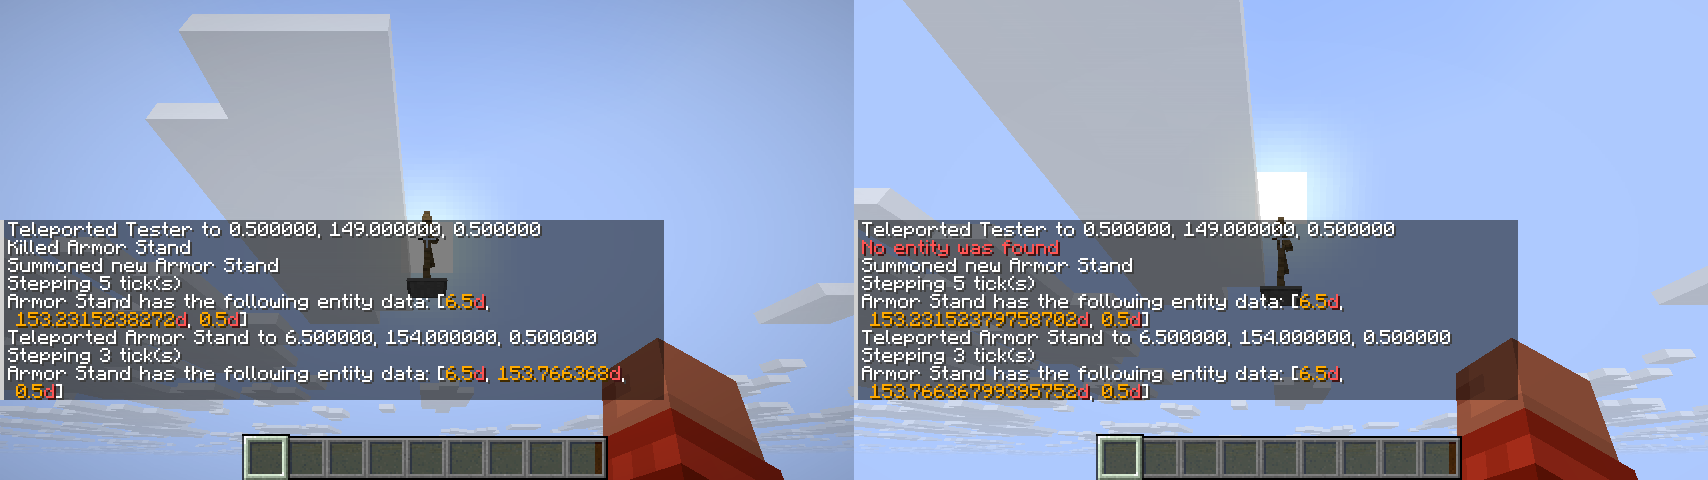 Teleported Tester to 0.500000, 149.000000, 0.500000
Killed Armor Stand
Summoned new Armor Stand
Stepping 5 tick(s)
Armor Stand has the following entity data: [6.5d,
153.2315238272d, 0.5d]
Teleported Armor Stand to 6.500000, 154.000000, 0.500000
Stepping 3 tick(s)
Armor Stand has the following entity data: [6.5d, 153.766368d,
0.5d]
Teleported Tester to 0.500000, 149.000000, 0.500000
No entity was found
Summoned new Armor Stand
Stepping 5 tick(s)
Armor Stand has the following entity data: [6.5d,
153.23152379758702d, 0.5d]
Teleported Armor Stand to 6.500000, 154.000000, 0.500000
Stepping 3 tick(s)
Armor Stand has the following entity data: [6.5d,
153.766367999395752d, 0.5d]